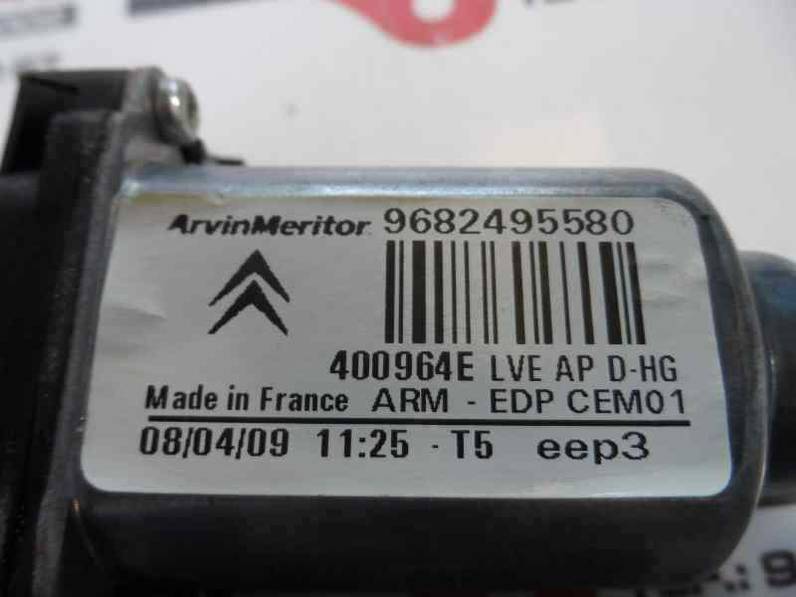 ArvinMeritor 9682495580
400964E LVE AP D-HG
Made in France ARM - EDP CEM01
08/04/09 11:25 - T5 eep3